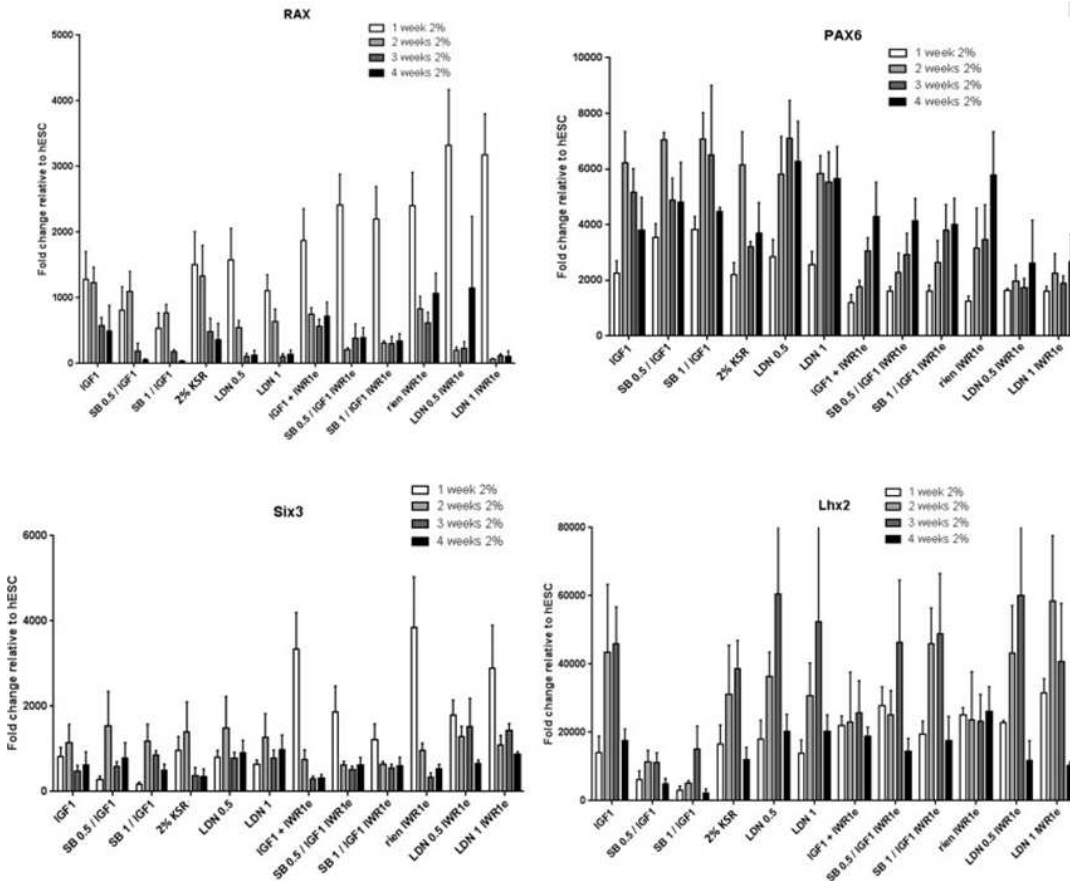 RAX
1 week 2%
2 weeks 2%
3 weeks 2%
4 weeks 2%
Fold change relative to hESC
5000
4000
3000
2000
1000
0
IGF1
SB 0.5 / IGF1
SB 1 / IGF1
2% KSR
LDN 0.5
LDN 1
IGF1 + IWR1e
SB 0.5 / IGF1 IWR1e
SB 1 / IGF1 IWR1e
rien IWR1e
LDN 0.5 IWR1e
LDN 1 IWR1e
PAX6
1 week 2%
2 weeks 2%
3 weeks 2%
4 weeks 2%
Fold change relative to hESC
10000
8000
6000
4000
2000
0
IGF1
SB 0.5 / IGF1
SB 1 / IGF1
2% KSR
LDN 0.5
LDN 1
IGF1 + IWR1e
SB 0.5 / IGF1 IWR1e
SB 1 / IGF1 IWR1e
rien IWR1e
LDN 0.5 IWR1e
LDN 1 IWR1e
Six3
1 week 2%
2 weeks 2%
3 weeks 2%
4 weeks 2%
Fold change relative to hESC
6000
4000
2000
0
IGF1
SB 0.5 / IGF1
SB 1 / IGF1
2% KSR
LDN 0.5
LDN 1
IGF1 + IWR1e
SB 0.5 / IGF1 IWR1e
SB 1 / IGF1 IWR1e
rien IWR1e
LDN 0.5 IWR1e
LDN 1 IWR1e
Lhx2
1 week 2%
2 weeks 2%
3 weeks 2%
4 weeks 2%
Fold change relative to hESC
80000
60000
40000
20000
0
IGF1
SB 0.5 / IGF1
SB 1 / IGF1
2% KSR
LDN 0.5
LDN 1
IGF1 + IWR1e
SB 0.5 / IGF1 IWR1e
SB 1 / IGF1 IWR1e
rien IWR1e
LDN 0.5 IWR1e
LDN 1 IWR1e